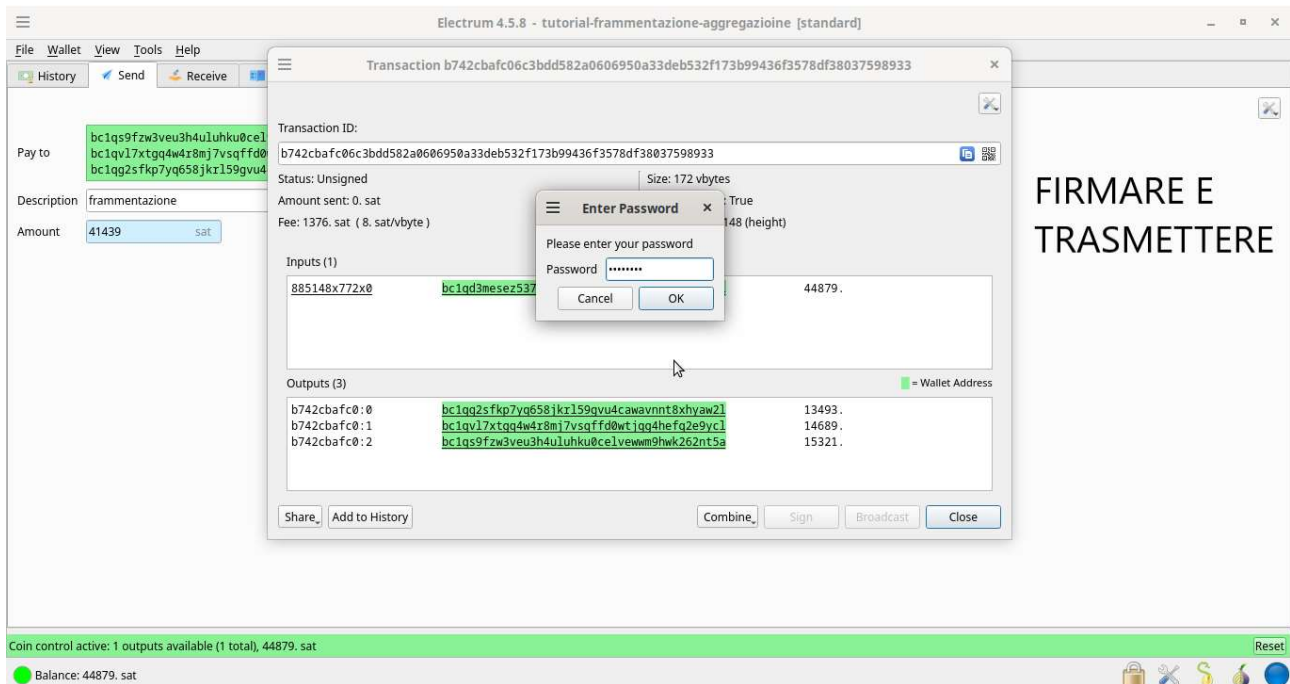 Electrum 4.5.8 - tutorial-frammentazione-aggregazioine [standard]
File Wallet View Tools Help
History Send Receive
Pay to
bc1qs9fzw3veu3h4uluhku0cel
bc1qvl7xtgq4w4r8mj7vsqffd0
bc1qg2sfkp7yq658jkrl59gvu4
Description frammentazione
Amount 41439 sat
Transaction b742cbafc06c3bdd582a0606950a33deb532f173b99436f3578df38037598933
Transaction ID:
b742cbafc06c3bdd582a0606950a33deb532f173b99436f3578df38037598933
Status: Unsigned
Size: 172 vbytes
Amount sent: 0. sat
: True
Fee: 1376. sat ( 8. sat/vbyte )
148 (height)
Enter Password
Please enter your password
Password ••••••••
Cancel OK
Inputs (1)
885148x772x0 bc1qd3mesez537 44879.
Outputs (3)
= Wallet Address
b742cbafc0:0 bc1qg2sfkp7yq658jkrl59gvu4cawavnnt8xhyaw2l 13493.
b742cbafc0:1 bc1qvl7xtgq4w4r8mj7vsqffd0wtjgq4hefq2e9ycl 14689.
b742cbafc0:2 bc1qs9fzw3veu3h4uluhku0celvewwm9hwk262nt5a 15321.
Share Add to History Combine Sign Broadcast Close
FIRMARE E
TRASMETTERE
Coin control active: 1 outputs available (1 total), 44879. sat
Reset
Balance: 44879. sat